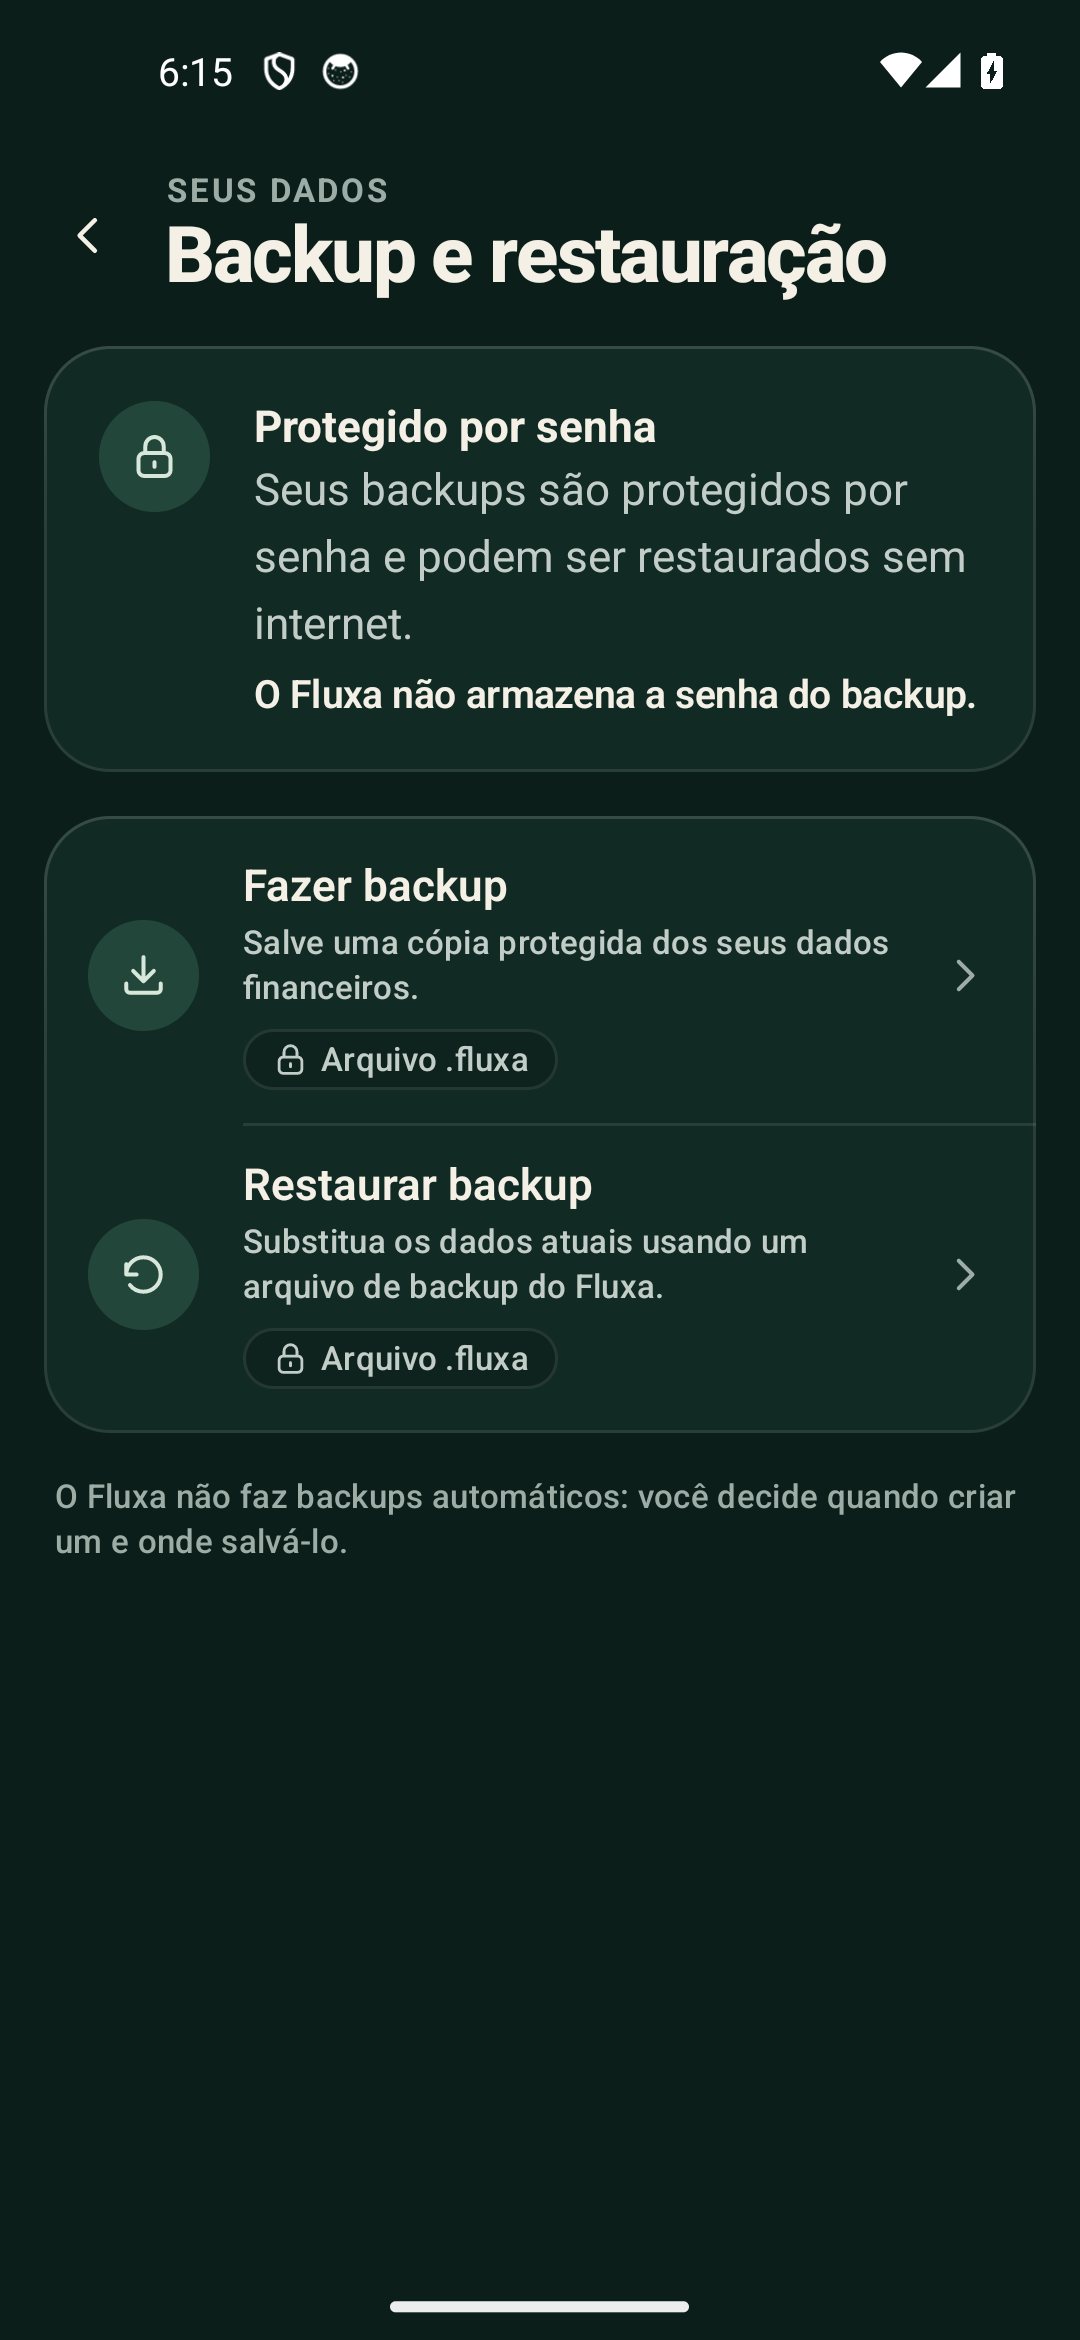 6:15
SEUS DADOS
Backup e restauração
Protegido por senha
Seus backups são protegidos por
senha e podem ser restaurados sem
internet.
O Fluxa não armazena a senha do backup.
Fazer backup
Salve uma cópia protegida dos seus dados
financeiros.
Arquivo .fluxa
Restaurar backup
Substitua os dados atuais usando um
arquivo de backup do Fluxa.
Arquivo .fluxa
O Fluxa não faz backups automáticos: você decide quando criar
um e onde salvá-lo.